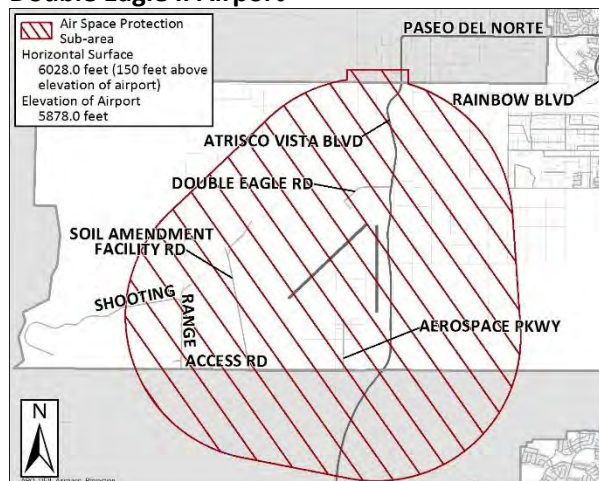 Double Eagle II Airport
Air Space Protection
Sub-area
Horizontal Surface
6028.0 feet (150 feet above
elevation of airport)
Elevation of Airport
5878.0 feet
PASEO DEL NORTE
RAINBOW BLVD
ATRISCO VISTA BLVD
DOUBLE EAGLE RD
SOIL AMENDMENT
FACILITY RD
SHOOTING
RANGE
ACCESS RD
AEROSPACE PKWY
N